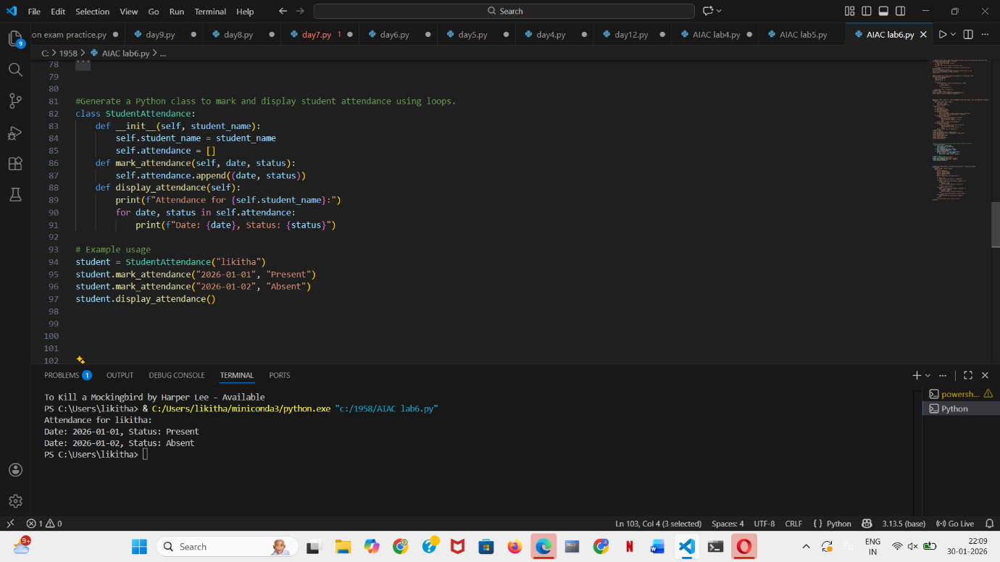 File Edit Selection View Go Run Terminal Help Search
on exam practice.py day9.py day8.py day7.py 1 day6.py day5.py day4.py day12.py AIAC lab4.py AIAC lab5.py AIAC lab6.py
C: > 1958 > AIAC lab6.py > ...
78 '''
79
80
81 #Generate a Python class to mark and display student attendance using loops.
82 class StudentAttendance:
83 def __init__(self, student_name):
84 self.student_name = student_name
85 self.attendance = []
86 def mark_attendance(self, date, status):
87 self.attendance.append((date, status))
88 def display_attendance(self):
89 print(f"Attendance for {self.student_name}:")
90 for date, status in self.attendance:
91 print(f"Date: {date}, Status: {status}")
92
93 # Example usage
94 student = StudentAttendance("likitha")
95 student.mark_attendance("2026-01-01", "Present")
96 student.mark_attendance("2026-01-02", "Absent")
97 student.display_attendance()
98
99
100
101
102
9
PROBLEMS 1 OUTPUT DEBUG CONSOLE TERMINAL PORTS
To Kill a Mockingbird by Harper Lee - Available
PS C:\Users\likitha> & C:/Users/likitha/miniconda3/python.exe "c:/1958/AIAC lab6.py"
Attendance for likitha:
Date: 2026-01-01, Status: Present
Date: 2026-01-02, Status: Absent
PS C:\Users\likitha>
powersh...
Python
1 0 Ln 103, Col 4 (3 selected) Spaces: 4 UTF-8 CRLF { } Python 3.13.5 (base) Go Live
9+ Search ENG IN 22:09 30-01-2026